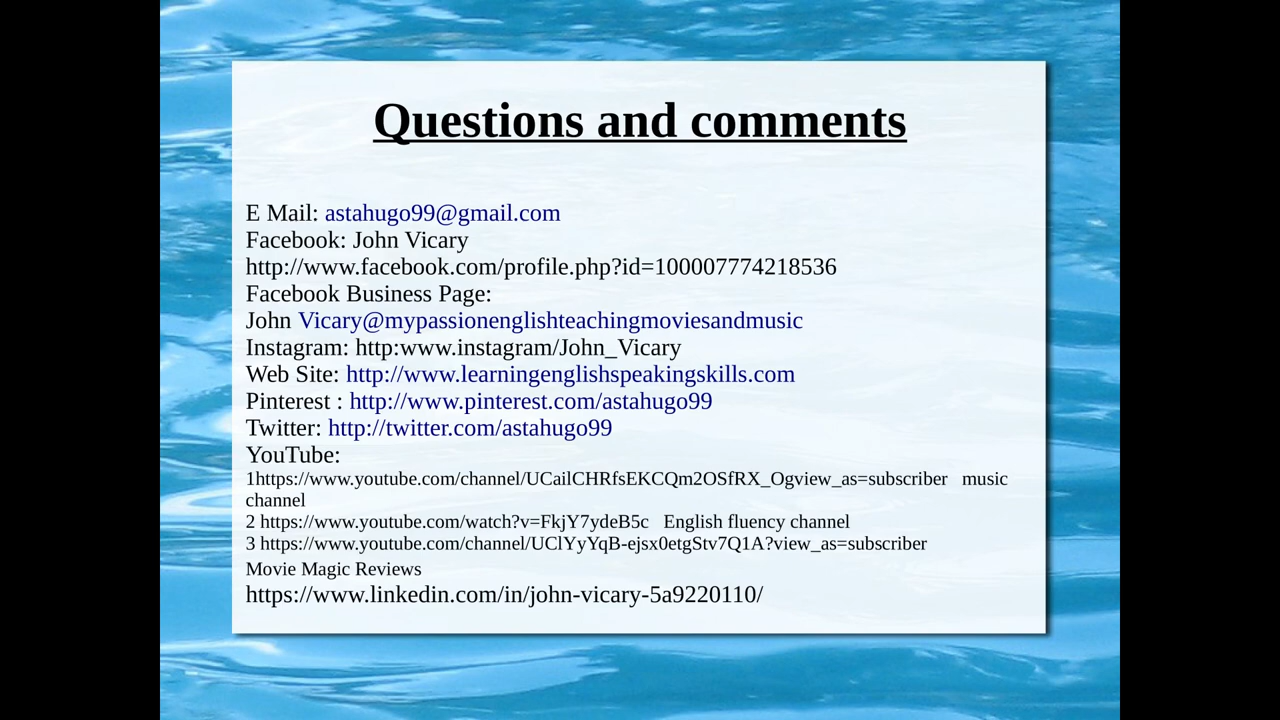 Questions and comments
E Mail: astahugo99@gmail.com
Facebook: John Vicary
http://www.facebook.com/profile.php?id=100007774218536
Facebook Business Page:
John Vicary@mypassionenglishteachingmoviesandmusic
Instagram: http:www.instagram/John_Vicary
Web Site: http://www.learningenglishspeakingskills.com
Pinterest : http://www.pinterest.com/astahugo99
Twitter: http://twitter.com/astahugo99
YouTube:
1https://www.youtube.com/channel/UCailCHRfsEKCQm2OSfRX_Ogview_as=subscriber music
channel
2 https://www.youtube.com/watch?v=FkjY7ydeB5c English fluency channel
3 https://www.youtube.com/channel/UClYyYqB-ejsx0etgStv7Q1A?view_as=subscriber
Movie Magic Reviews
https://www.linkedin.com/in/john-vicary-5a9220110/